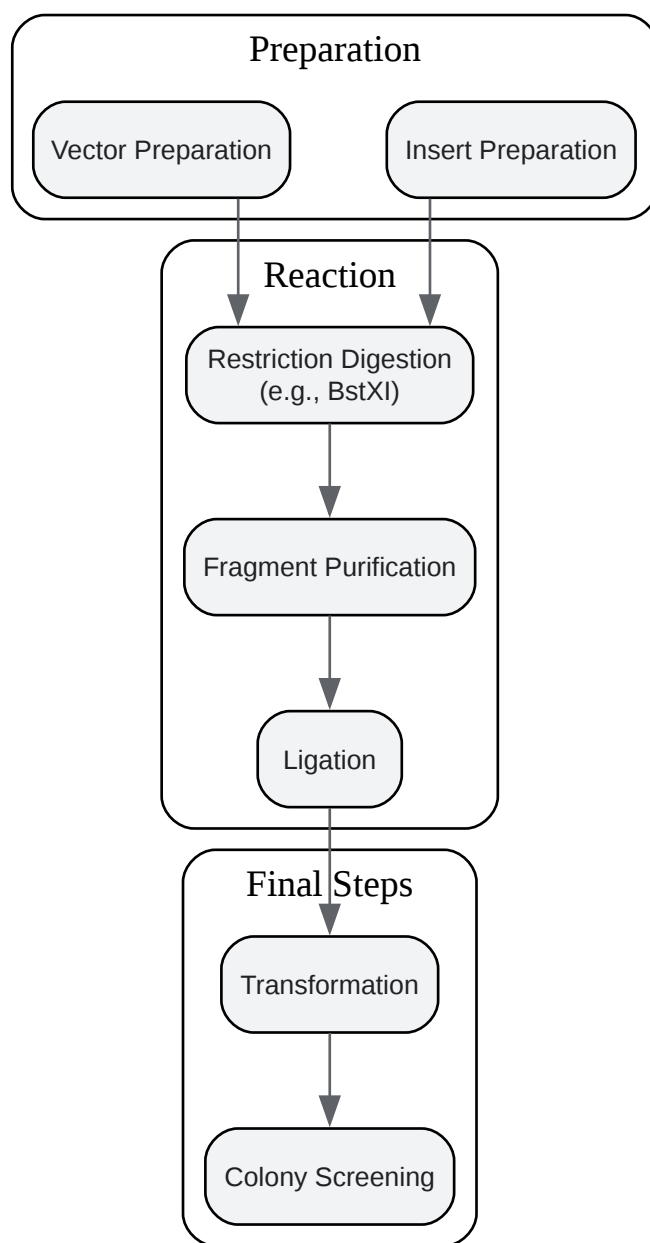 Preparation
Vector Preparation
Insert Preparation
Reaction
Restriction Digestion
(e.g., BstXI)
Fragment Purification
Ligation
Final Steps
Transformation
Colony Screening